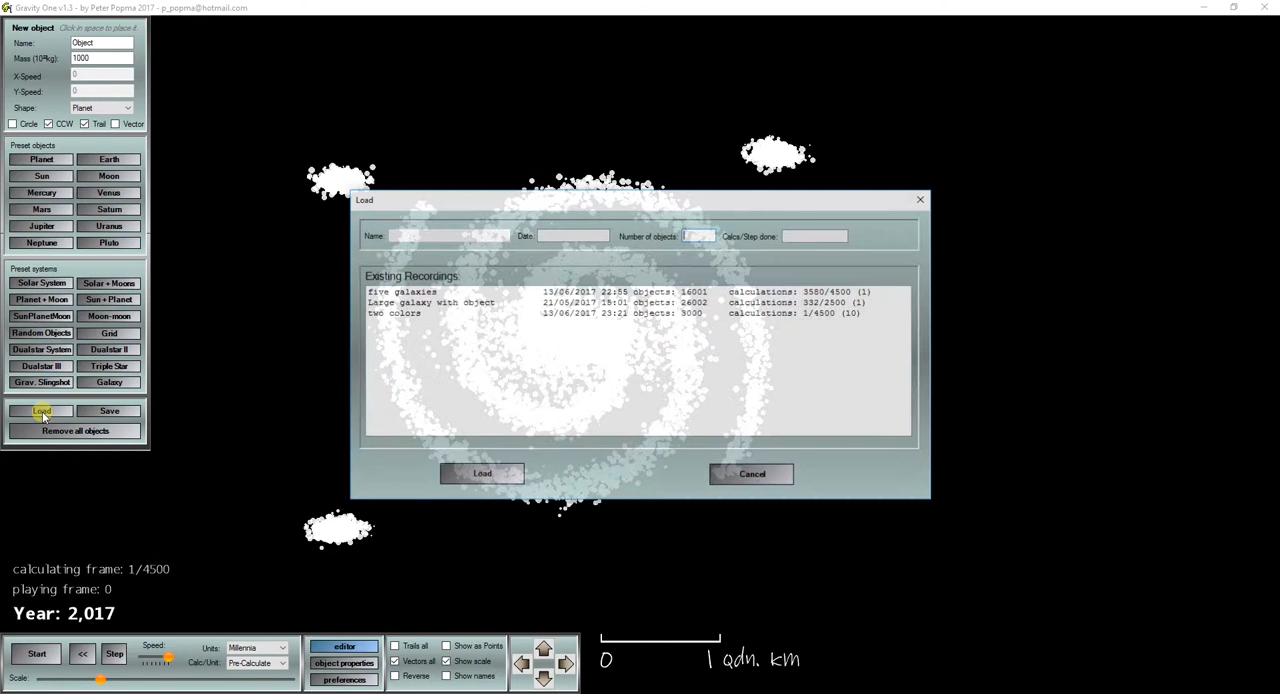 Gravity One v1.3 - by Peter Popma 2017 - p_popma@hotmail.com
New object Click in space to place it
Name: Object
Mass (10²⁴kg): 1000
X-Speed 0
Y-Speed: 0
Shape: Planet
Circle CCW Trail Vector
Preset objects
Planet Earth
Sun Moon
Mercury Venus
Mars Saturn
Jupiter Uranus
Neptune Pluto
Preset systems
Solar System Solar + Moons
Planet + Moon Sun + Planet
SunPlanetMoon Moon-moon
Random Objects Grid
Dualstar System Dualstar II
Dualstar III Triple Star
Grav. Slingshot Galaxy
Load Save
Remove all objects
Load
Name: Date: Number of objects: Calcs/Step done:
Existing Recordings:
five galaxies 13/06/2017 22:55 objects: 16001 calculations: 3580/4500 (1)
Large galaxy with object 21/05/2017 15:01 objects: 26002 calculations: 332/2500 (1)
two colors 13/06/2017 23:21 objects: 3000 calculations: 1/4500 (10)
Load Cancel
calculating frame: 1/4500
playing frame: 0
Year: 2,017
Start << Step Speed: Units: Millennia
Calc/Unit: Pre-Calculate
Scale:
editor
object properties
preferences
Trails all Show as Points
Vectors all Show scale
Reverse Show names
0 1 qdn. km